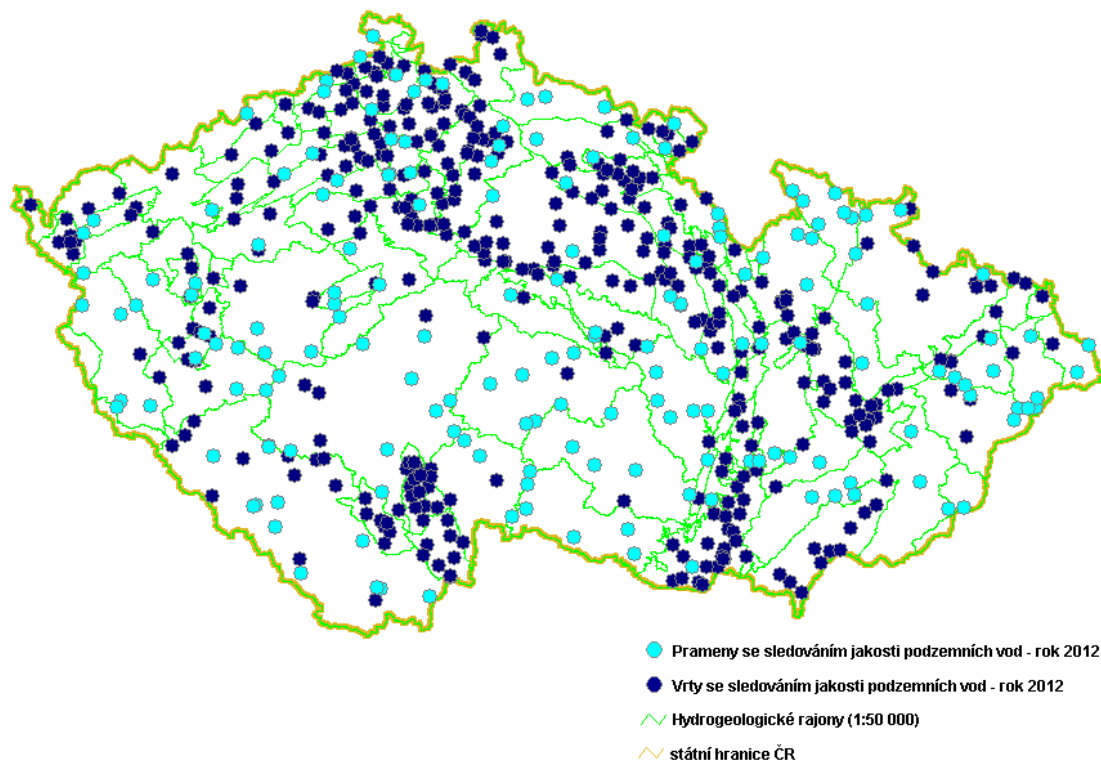 Prameny se sledováním jakosti podzemních vod - rok 2012
Vrty se sledováním jakosti podzemních vod - rok 2012
Hydrogeologické rajony (1:50 000)
státní hranice ČR